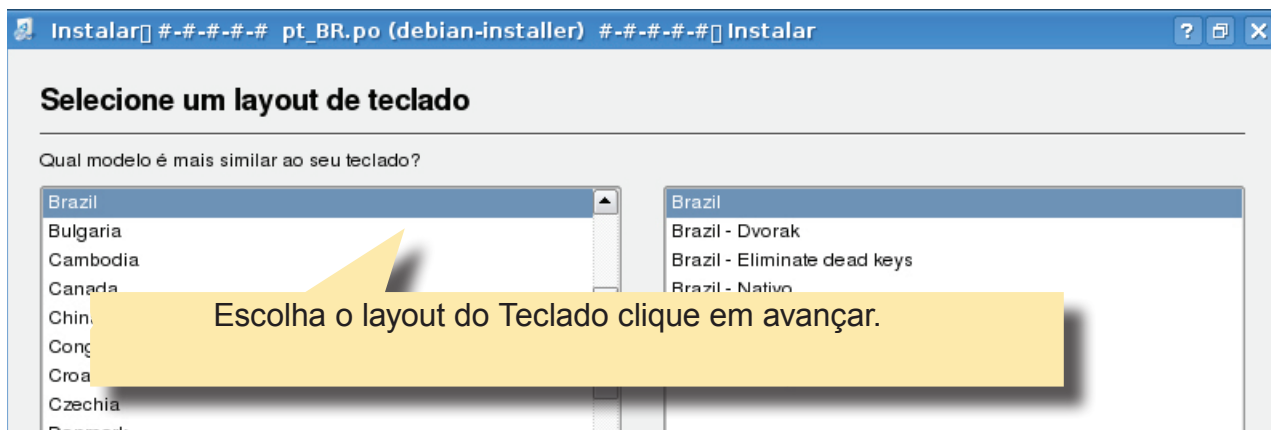 Instalar #-#-#-#-# pt_BR.po (debian-installer) #-#-#-#-# Instalar
Selecione um layout de teclado
Qual modelo é mais similar ao seu teclado?
Brazil
Bulgaria
Cambodia
Canada
Czechia
Brazil
Brazil - Dvorak
Brazil - Eliminate dead keys
Brazil - Nativo
Escolha o layout do Teclado clique em avançar.